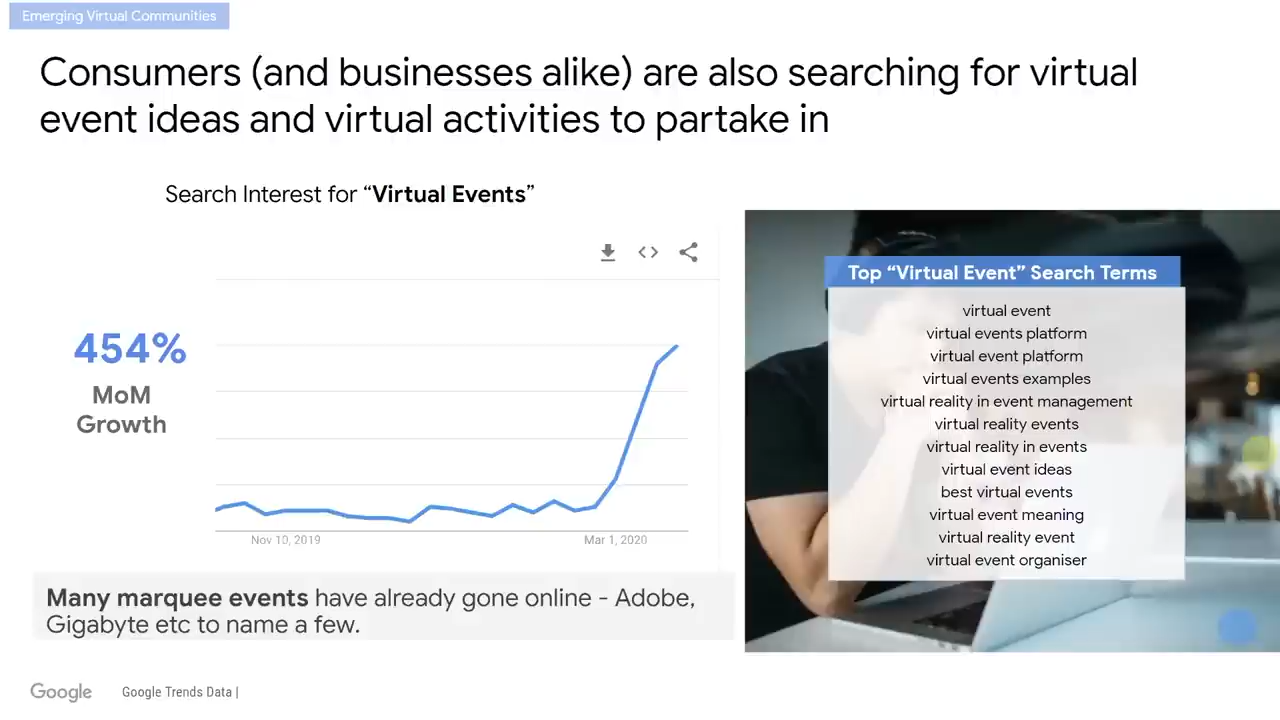 Emerging Virtual Communities
Consumers (and businesses alike) are also searching for virtual
event ideas and virtual activities to partake in
Search Interest for “Virtual Events”
454%
MoM
Growth
Nov 10, 2019
Mar 1, 2020
Many marquee events have already gone online - Adobe,
Gigabyte etc to name a few.
Top “Virtual Event” Search Terms
virtual event
virtual events platform
virtual event platform
virtual events examples
virtual reality in event management
virtual reality events
virtual reality in events
virtual event ideas
best virtual events
virtual event meaning
virtual reality event
virtual event organiser
Google
Google Trends Data |